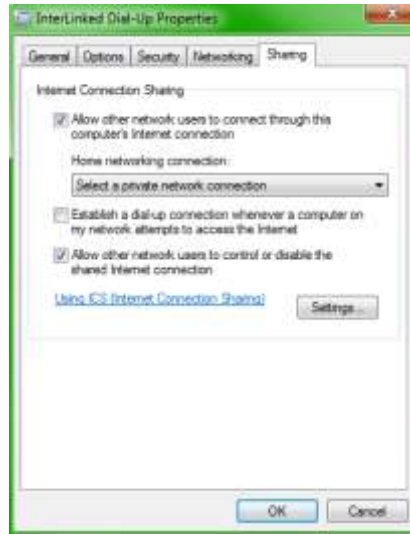 InterLinked Dial-Up Properties
General Options Security Networking Sharing
Internet Connection Sharing
Allow other network users to connect through this
computer's Internet connection
Home networking connection:
Select a private network connection
Establish a dial-up connection whenever a computer on
my network attempts to access the Internet
Allow other network users to control or disable the
shared Internet connection
Using ICS (Internet Connection Sharing)
Settings...
OK Cancel